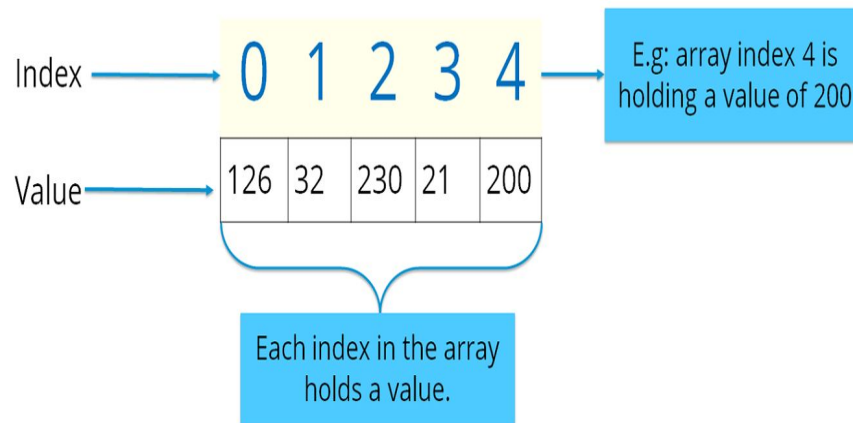 Index 0 1 2 3 4
E.g: array index 4 is
holding a value of 200
Value 126 32 230 21 200
Each index in the array
holds a value.